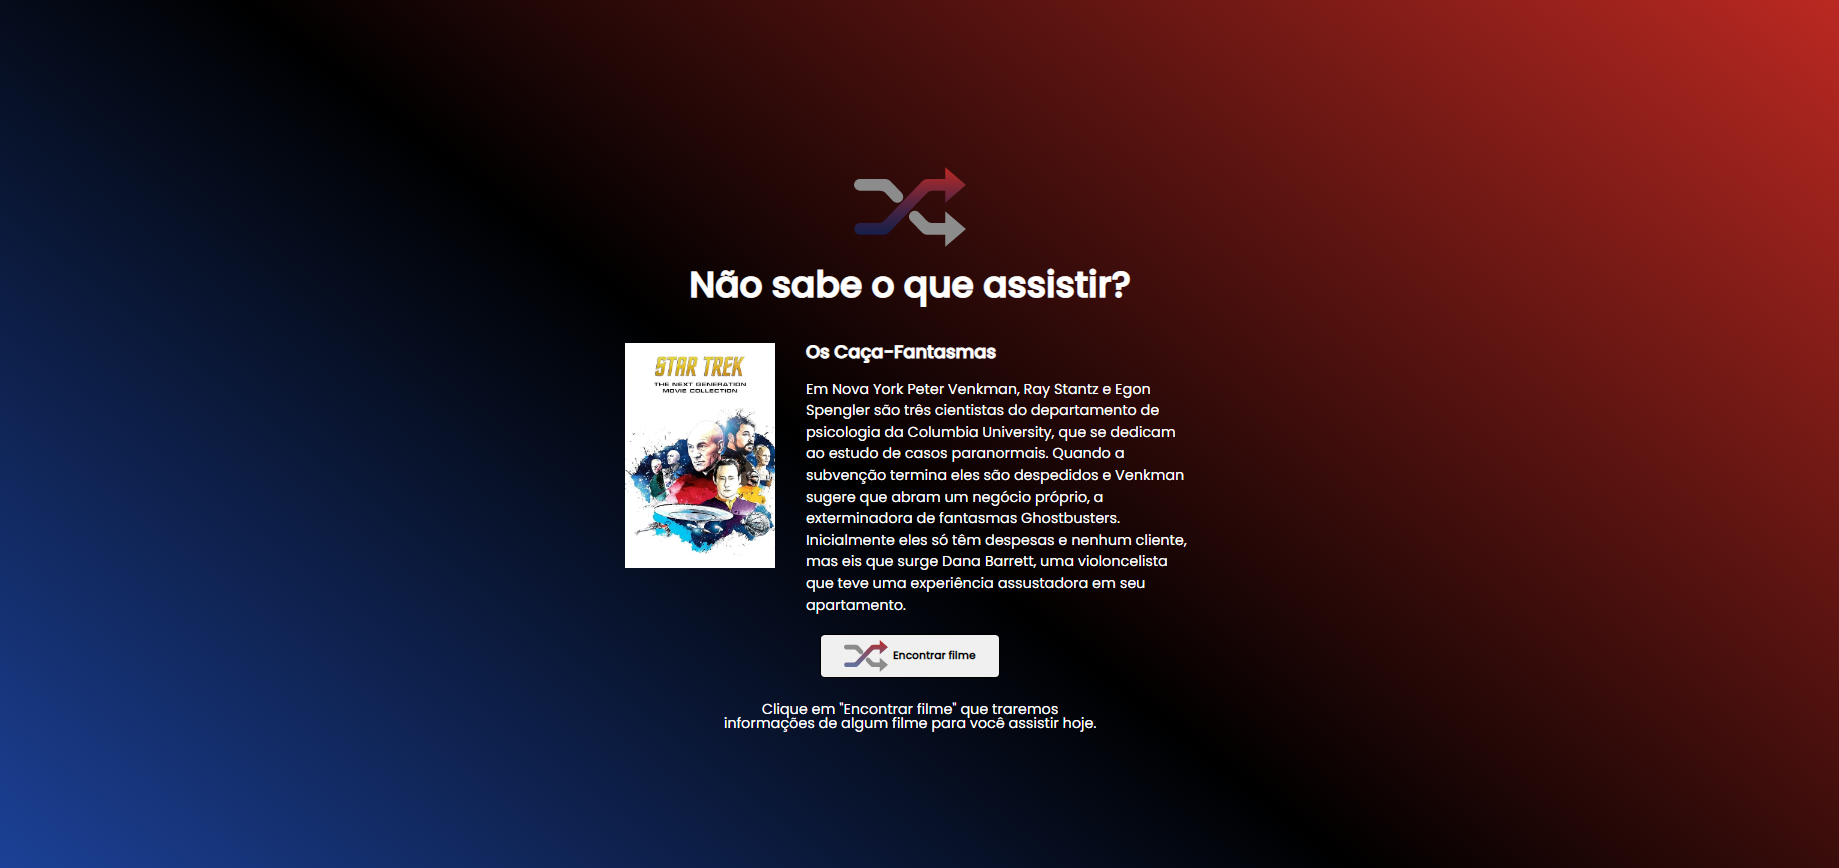 Não sabe o que assistir?
STAR TREK
THE NEXT GENERATION
MOVIE COLLECTION
Os Caça-Fantasmas
Em Nova York Peter Venkman, Ray Stantz e Egon
Spengler são três cientistas do departamento de
psicologia da Columbia University, que se dedicam
ao estudo de casos paranormais. Quando a
subvenção termina eles são despedidos e Venkman
sugere que abram um negócio próprio, a
exterminadora de fantasmas Ghostbusters.
Inicialmente eles só têm despesas e nenhum cliente,
mas eis que surge Dana Barrett, uma violoncelista
que teve uma experiência assustadora em seu
apartamento.
Encontrar filme
Clique em "Encontrar filme" que traremos
informações de algum filme para você assistir hoje.